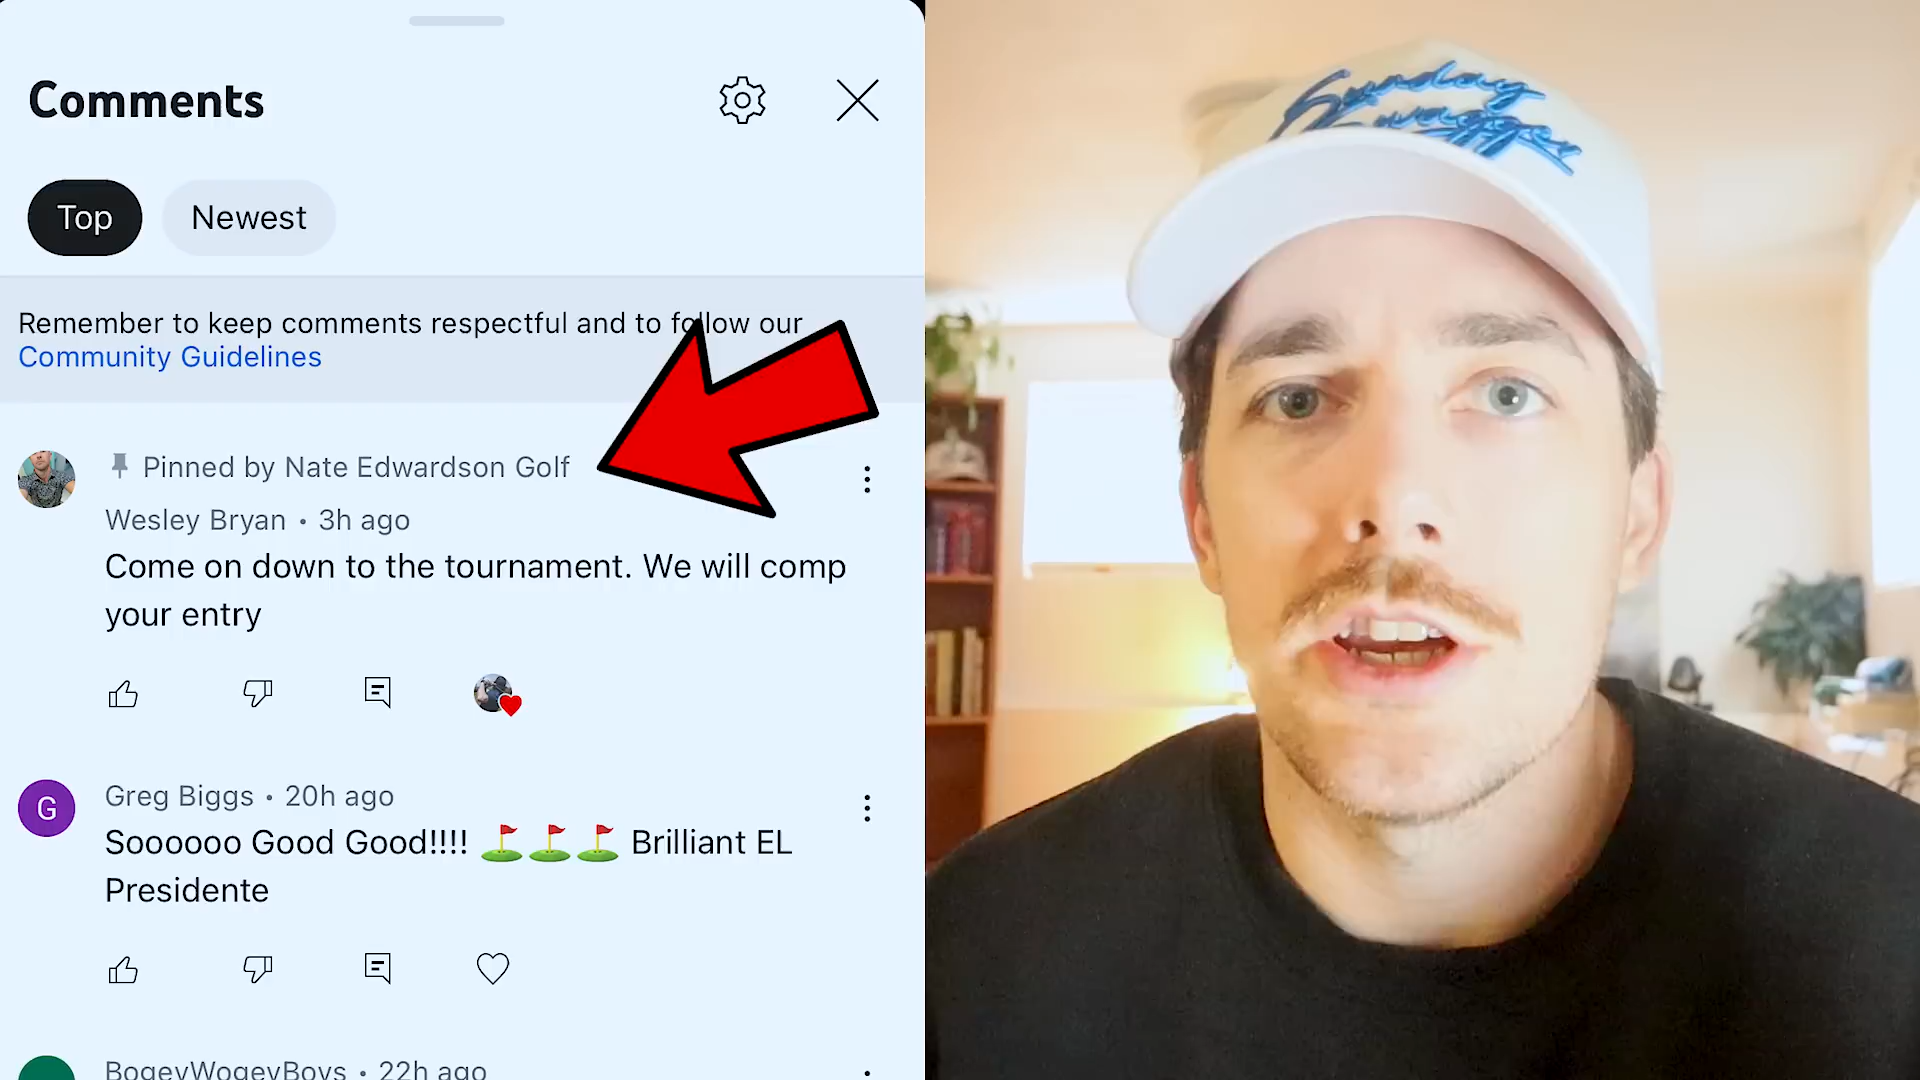 Comments
Top
Newest
Remember to keep comments respectful and to follow our
Community Guidelines
Pinned by Nate Edwardson Golf
Wesley Bryan • 3h ago
Come on down to the tournament. We will comp
your entry
G
Greg Biggs • 20h ago
Soooooo Good Good!!!! ⛳⛳⛳ Brilliant EL
Presidente
BogeyWogeyBoys • 22h ago
Sunday
Swagger